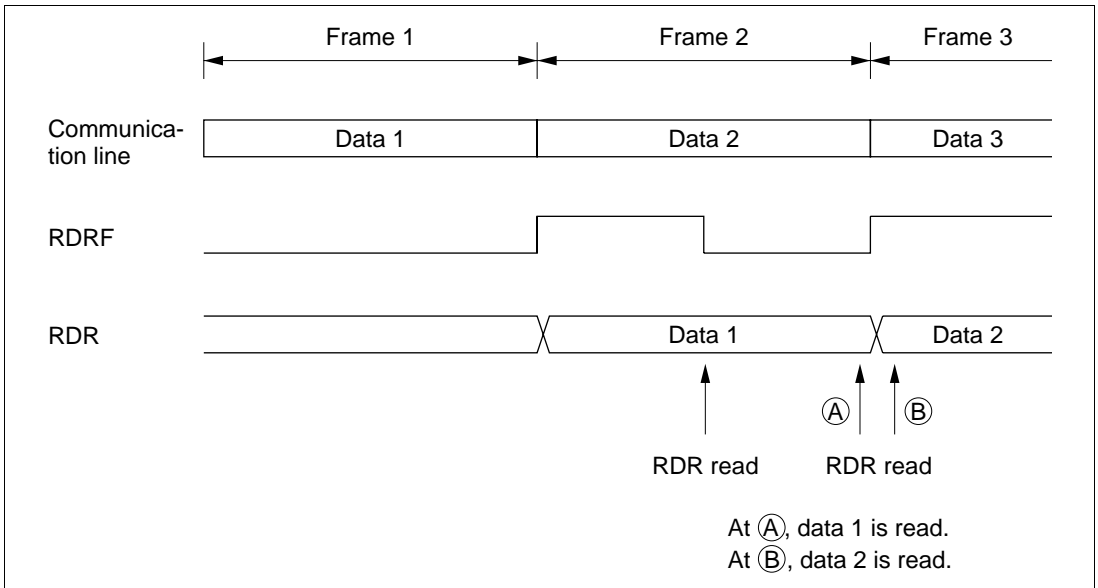 Frame 1 Frame 2 Frame 3
Communica-
tion line
Data 1 Data 2 Data 3
RDRF
RDR
Data 1 Data 2
A B
RDR read RDR read
At A, data 1 is read.
At B, data 2 is read.